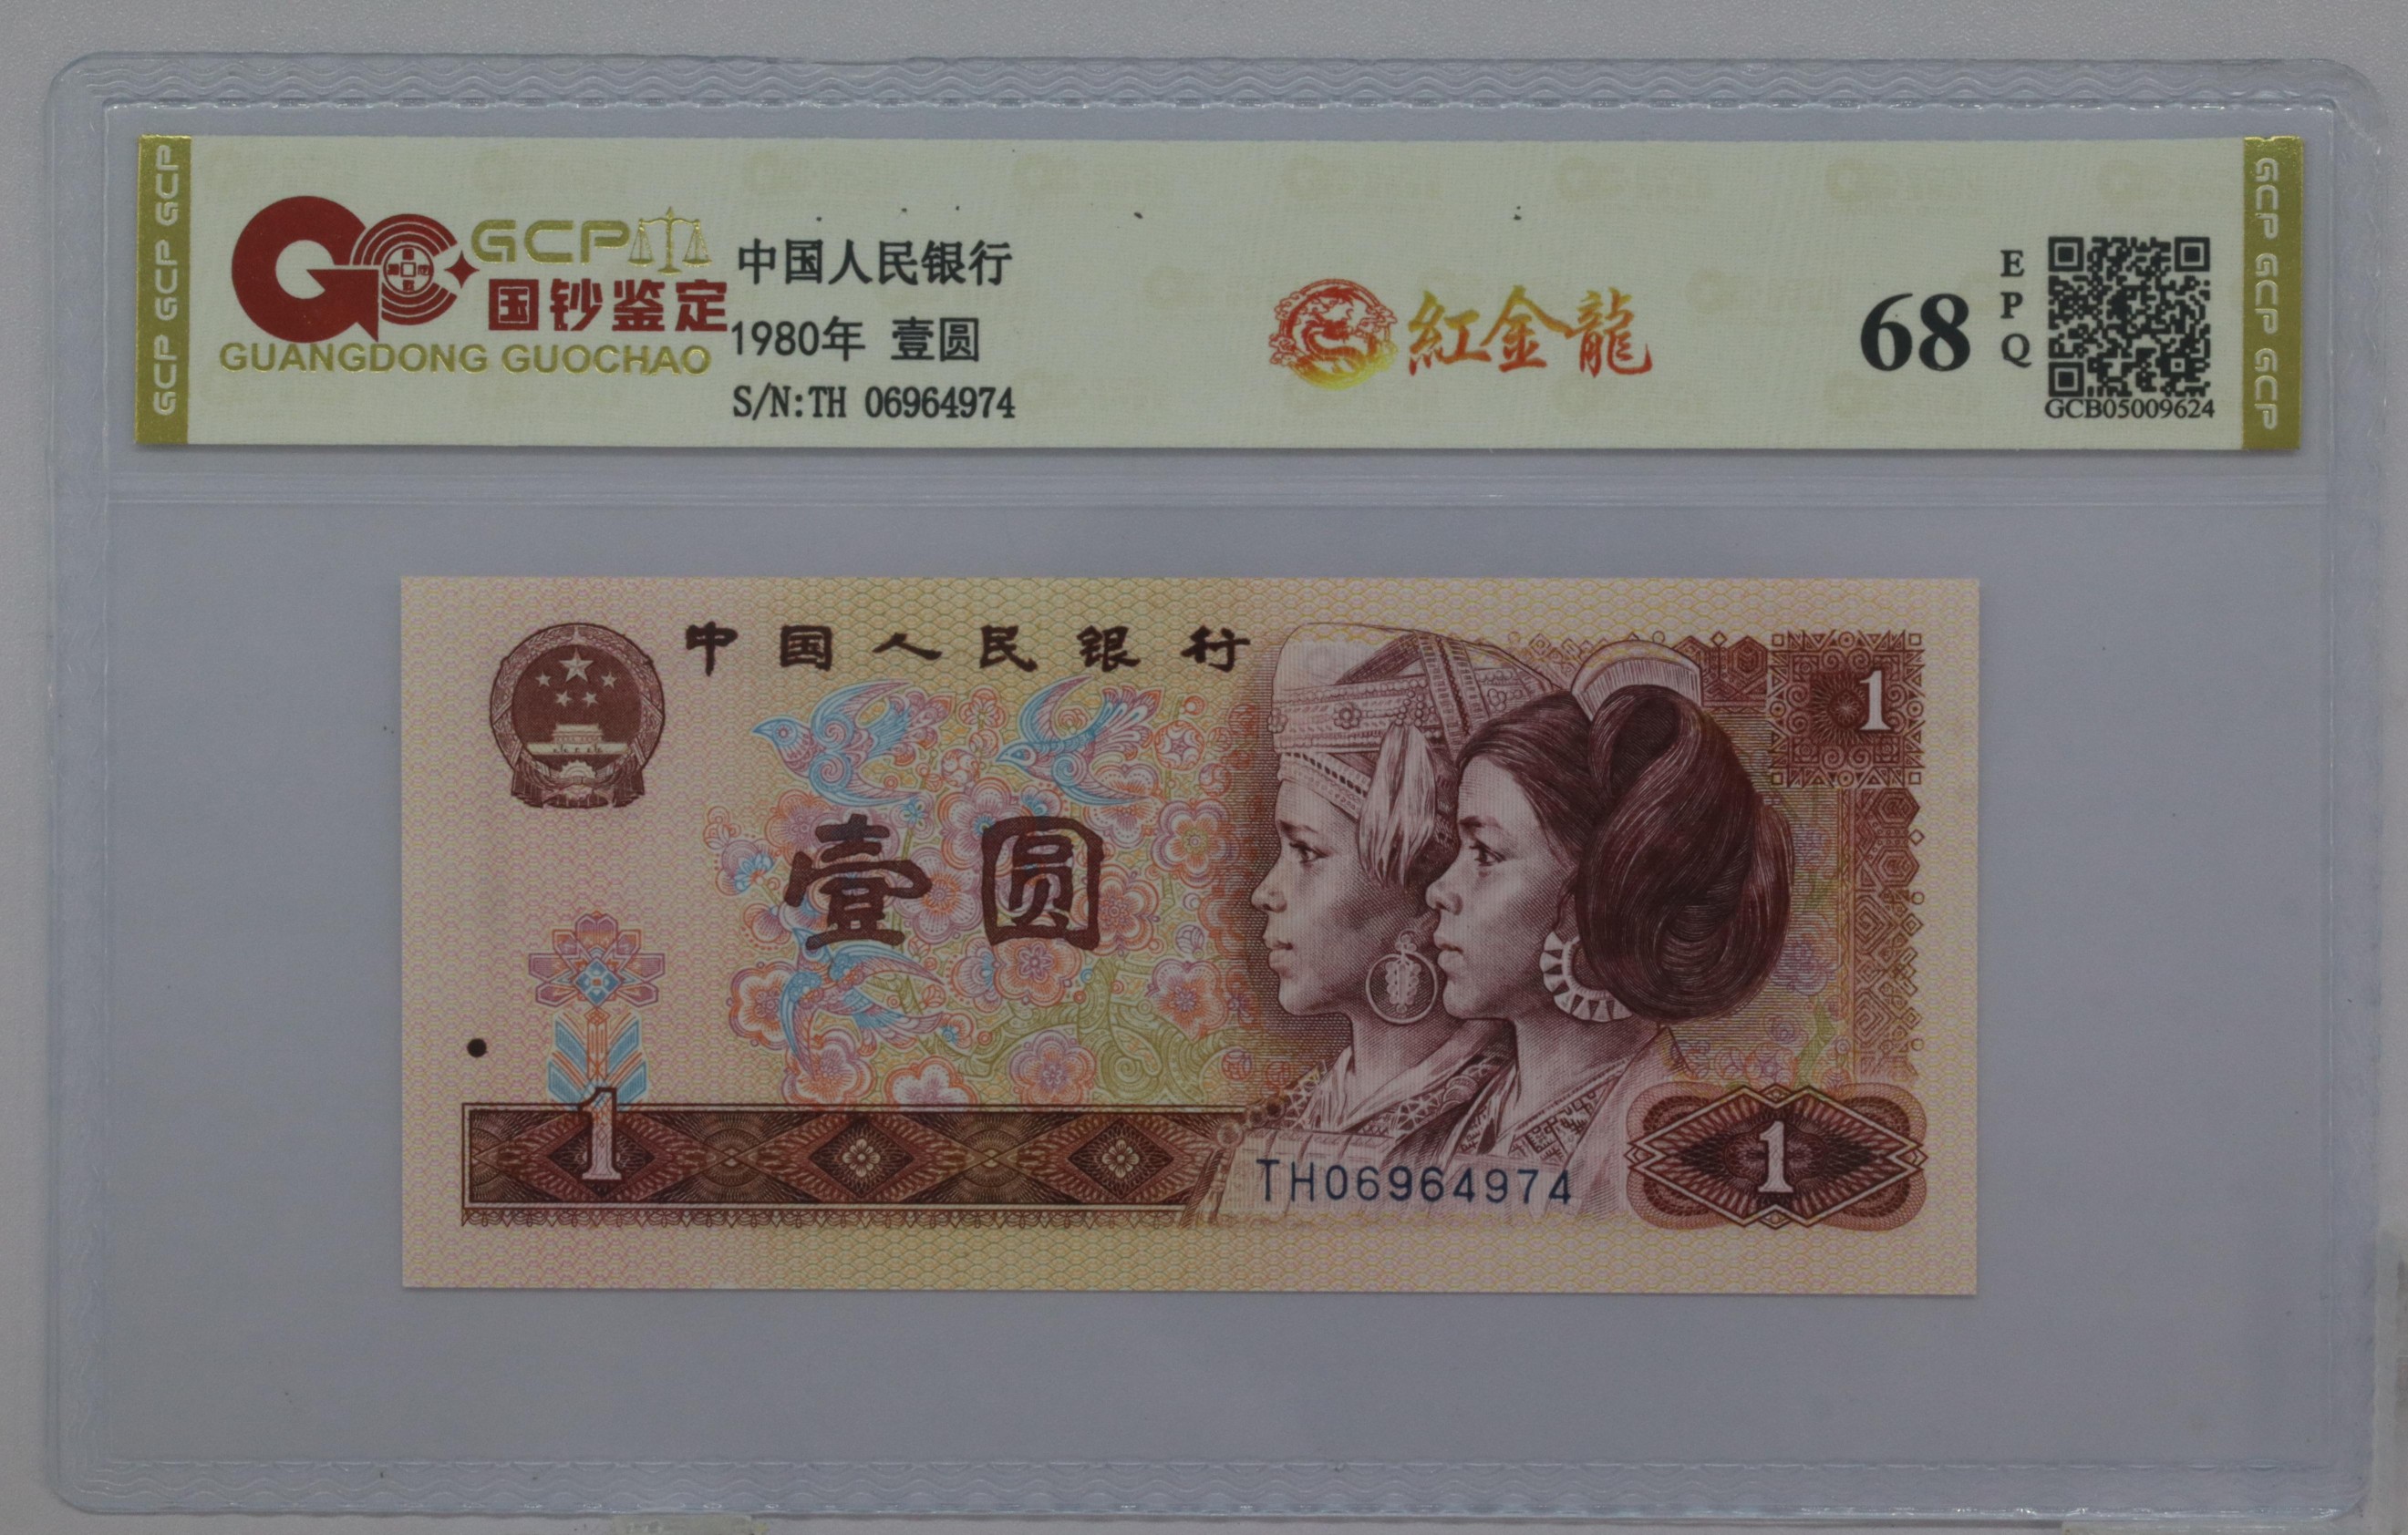 GCP GCP GCP
GCP
国钞鉴定
GUANGDONG GUOCHAO
中国人民银行
1980年 壹圆
S/N:TH 06964974
紅金龍
68
EPQ
GCB05009624
GCP GCP GCP
中国人民银行
1
壹圆
1
TH06964974
1